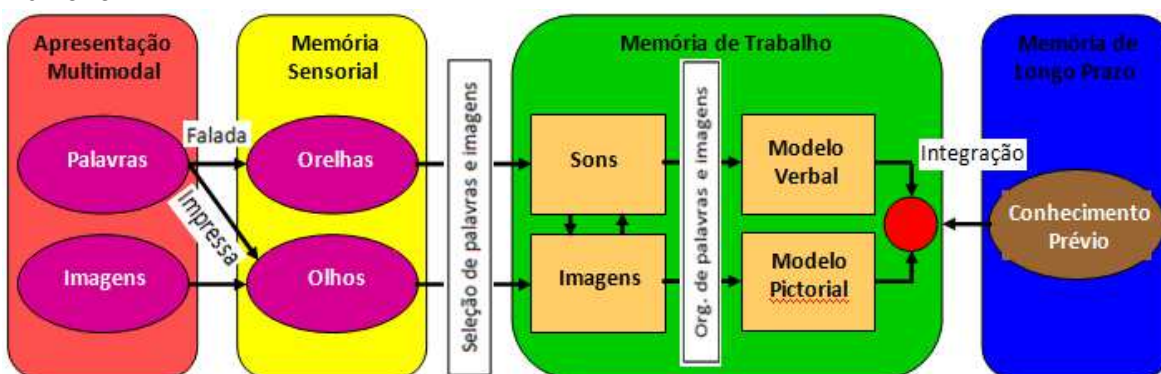 Apresentação
Multimodal
Memória
Sensorial
Memória de Trabalho
Memória de
Longo Prazo
Palavras
Falada
Impressa
Imagens
Orelhas
Olhos
Seleção de palavras e imagens
Sons
Imagens
Org. de palavras e imagens
Modelo
Verbal
Modelo
Pictorial
Integração
Conhecimento
Prévio